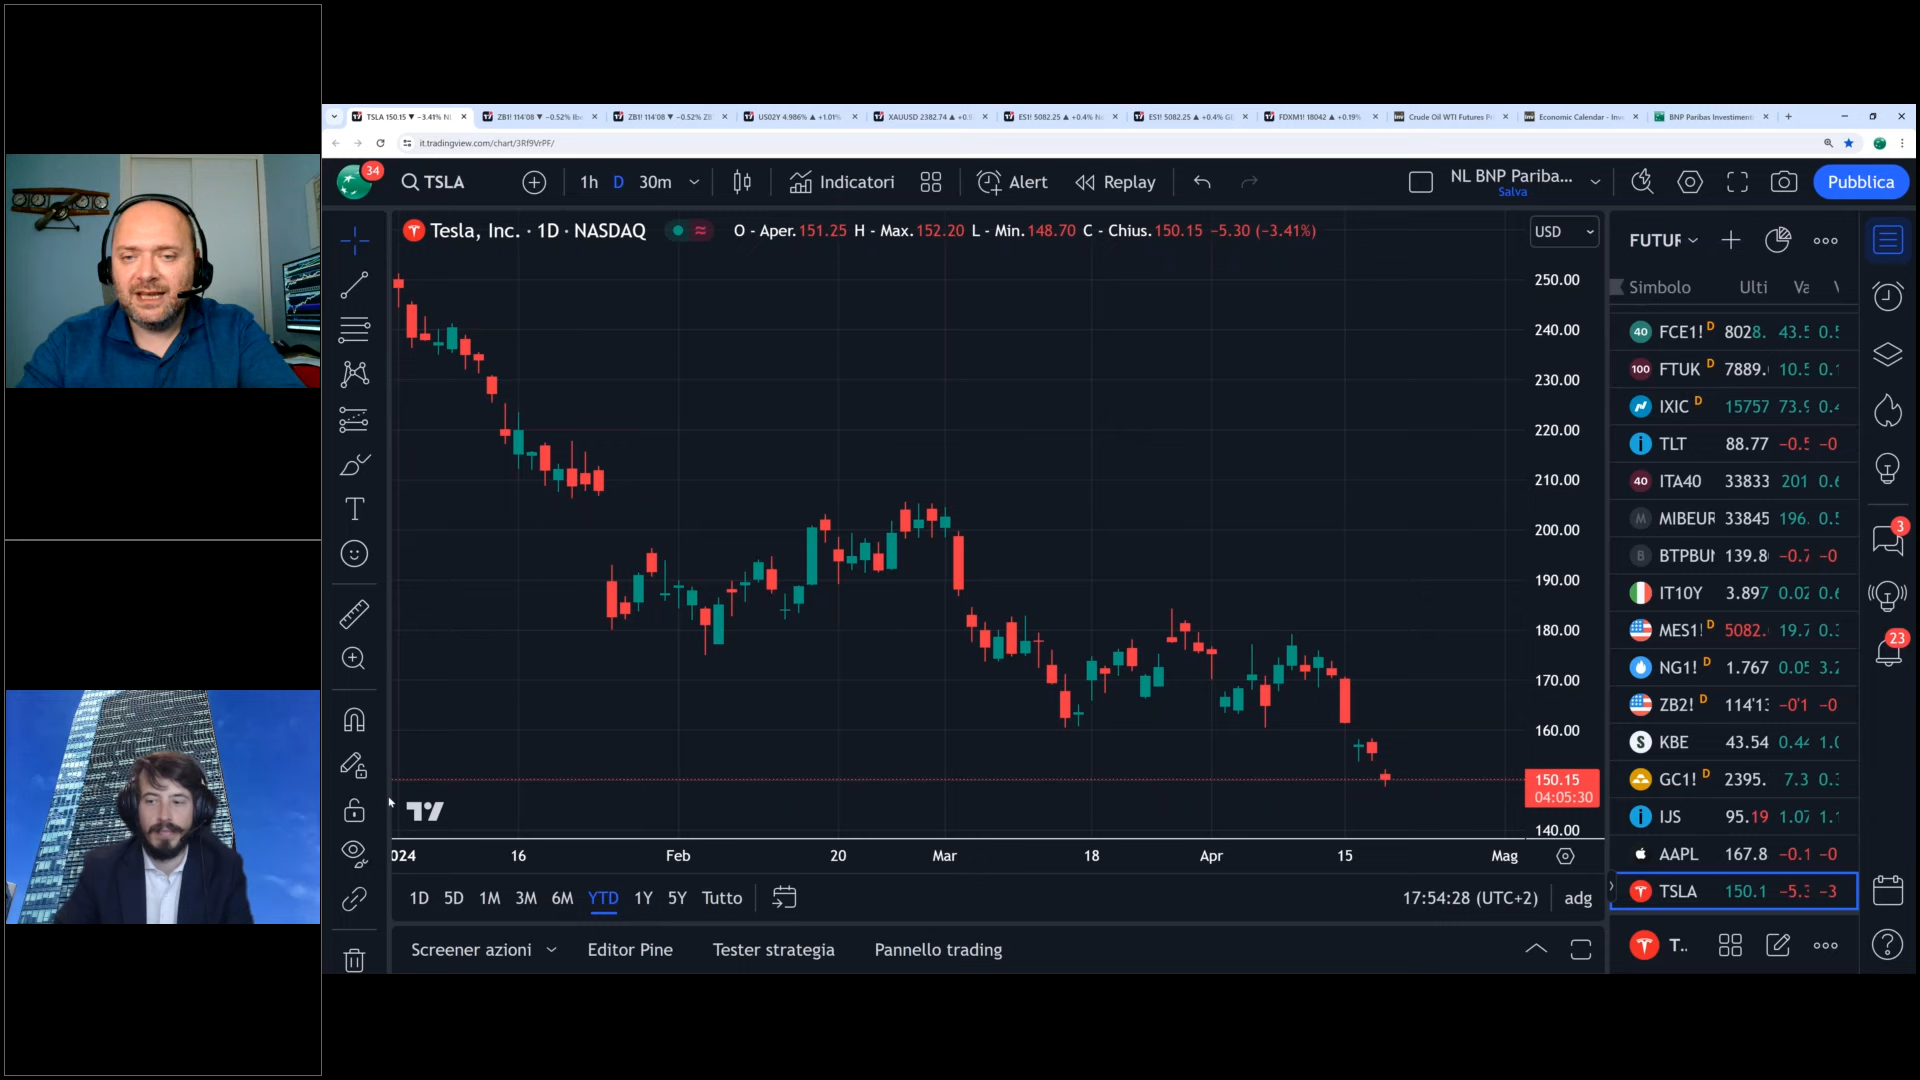 TSLA 150.15 ▼ −3.41% N
ZB1! 114'08 ▼ −0.52%
ZB1! 114'08 ▼ −0.52% ZB
US02Y 4.986% ▲ +1.01%
XAUUSD 2382.74 ▲ +0.5
ES1! 5082.25 ▲ +0.4%
ES1! 5082.25 ▲ +0.4%
FDXM1! 18042 ▲ +0.19%
Crude Oil WTI Futures
Economic Calendar - Inv
BNP Paribas Investiment
it.tradingview.com/chart/3Rf9VrPF/
34
TSLA
1h D 30m
Indicatori
Alert
Replay
NL BNP Pariba...
Salva
Pubblica
Tesla, Inc. · 1D · NASDAQ
O - Aper.151.25 H - Max.152.20 L - Min.148.70 C - Chius.150.15 −5.30 (−3.41%)
USD
250.00
240.00
230.00
220.00
210.00
200.00
190.00
180.00
170.00
160.00
150.15
04:05:30
140.00
024 16 Feb 20 Mar 18 Apr 15 Mag
1D 5D 1M 3M 6M YTD 1Y 5Y Tutto
17:54:28 (UTC+2)
adg
Screener azioni
Editor Pine
Tester strategia
Pannello trading
FUTUR
Simbolo Ulti Va
40 FCE1! D 8028. 43.5 0.5
100 FTUK D 7889. 10.5 0.1
IXIC D 15757 73.9 0.4
TLT 88.77 −0.5 −0
40 ITA40 33833 201 0.6
M MIBEUR 33845 196. 0.5
B BTPBUN 139.8 −0.7 −0
IT10Y 3.897 0.02 0.6
MES1! D 5082. 19.7 0.3
NG1! D 1.767 0.05 3.2
ZB2! D 114'13 −0'1 −0
S KBE 43.54 0.44 1.0
GC1! D 2395. 7.3 0.3
IJS 95.19 1.07 1.1
AAPL 167.8 −0.1 −0
TSLA 150.1 −5.3 −3
T..
3
23